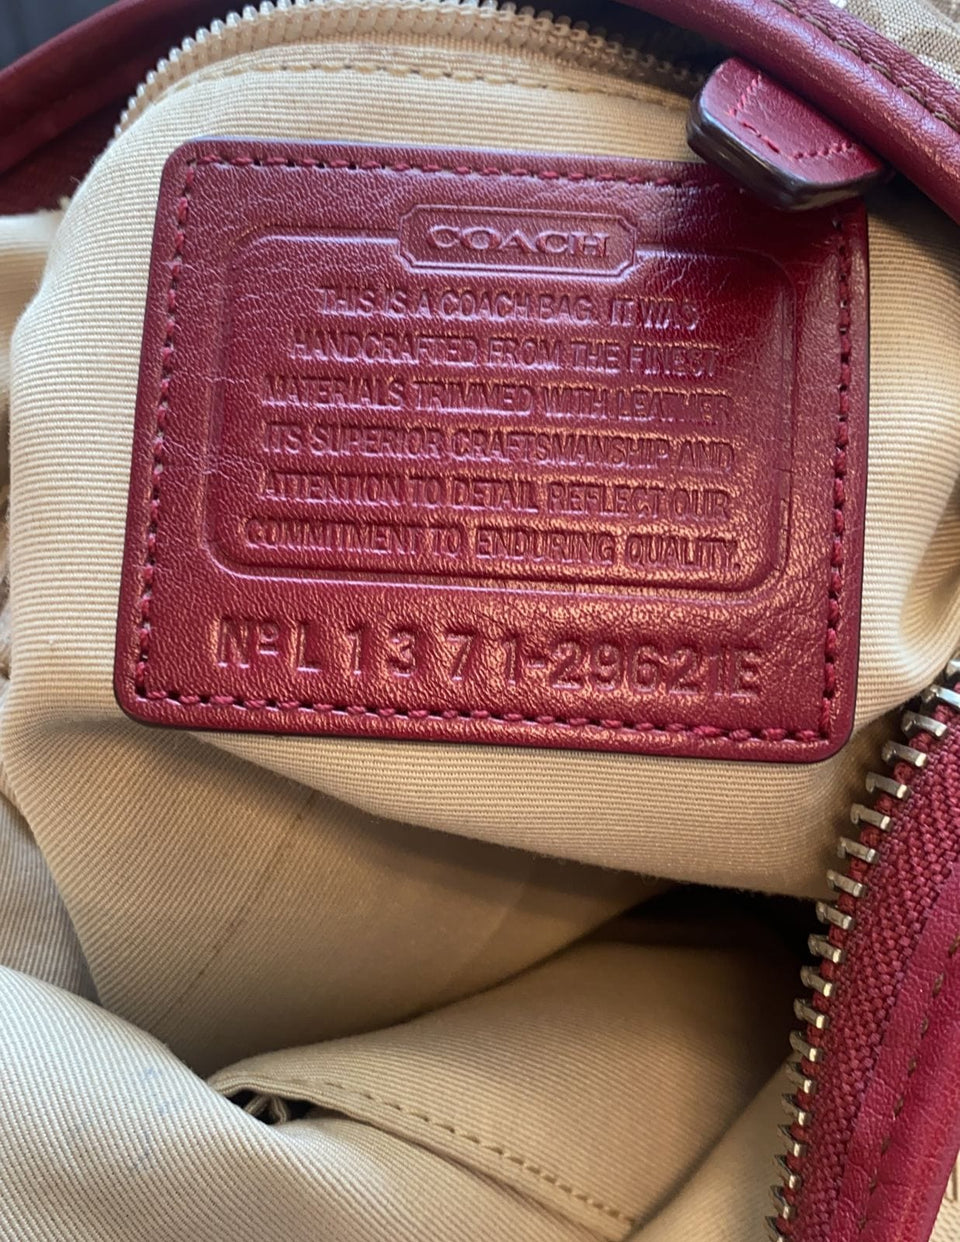 COACH
THIS IS A COACH BAG. IT WAS
HANDCRAFTED FROM THE FINEST
MATERIALS TRIMMED WITH LEATHER
ITS SUPERIOR CRAFTSMANSHIP AND
ATTENTION TO DETAIL REFLECT OUR
COMMITMENT TO ENDURING QUALITY.
Nº L1371-29621E